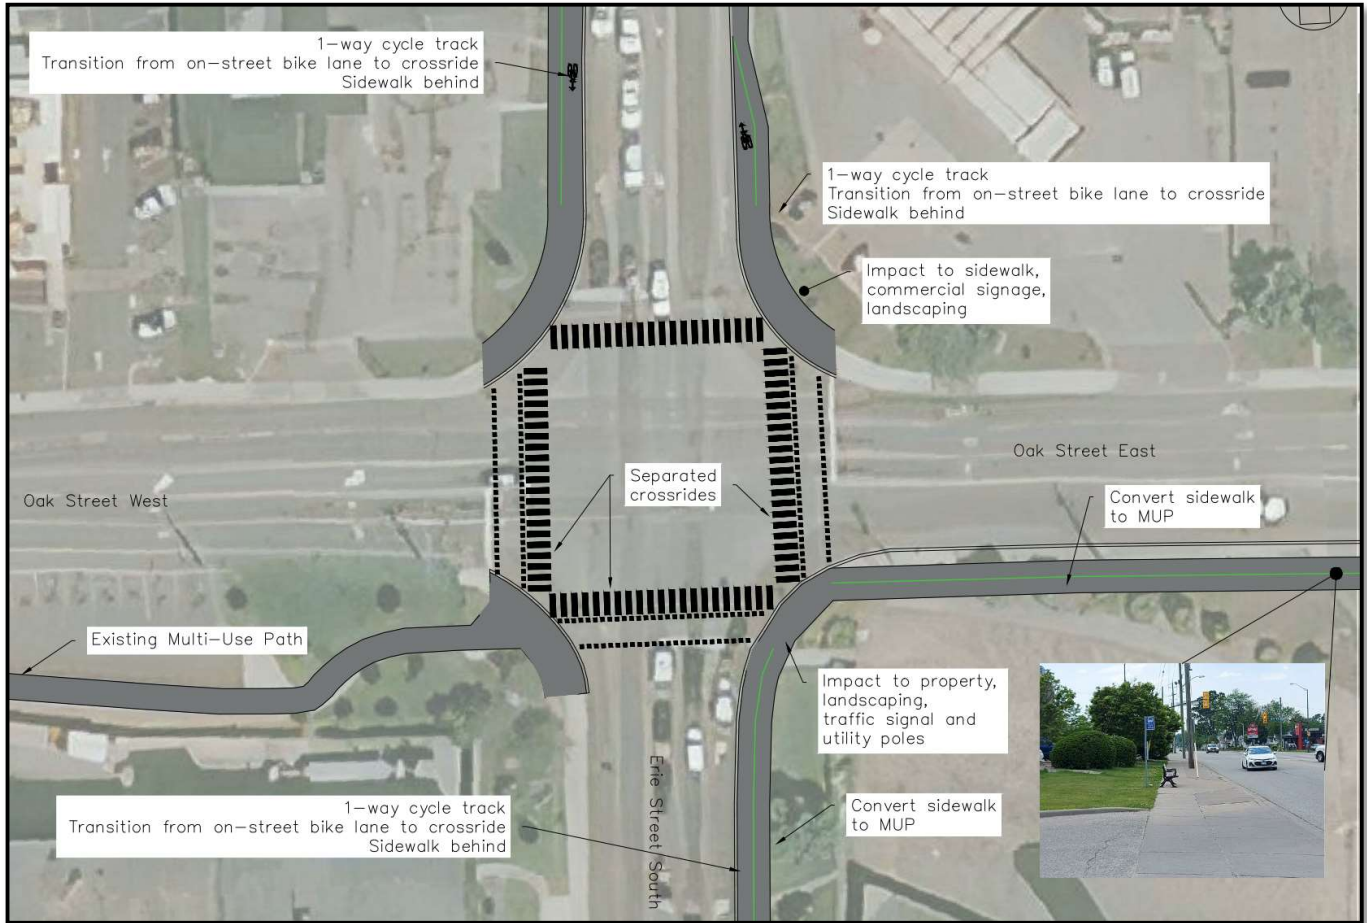 1-way cycle track
Transition from on-street bike lane to crossride
Sidewalk behind
1-way cycle track
Transition from on-street bike lane to crossride
Sidewalk behind
Impact to sidewalk,
commercial signage,
landscaping
Oak Street East
Separated
crossrides
Oak Street West
Convert sidewalk
to MUP
Existing Multi-Use Path
Impact to property,
landscaping,
traffic signal and
utility poles
Erie Street South
1-way cycle track
Transition from on-street bike lane to crossride
Sidewalk behind
Convert sidewalk
to MUP